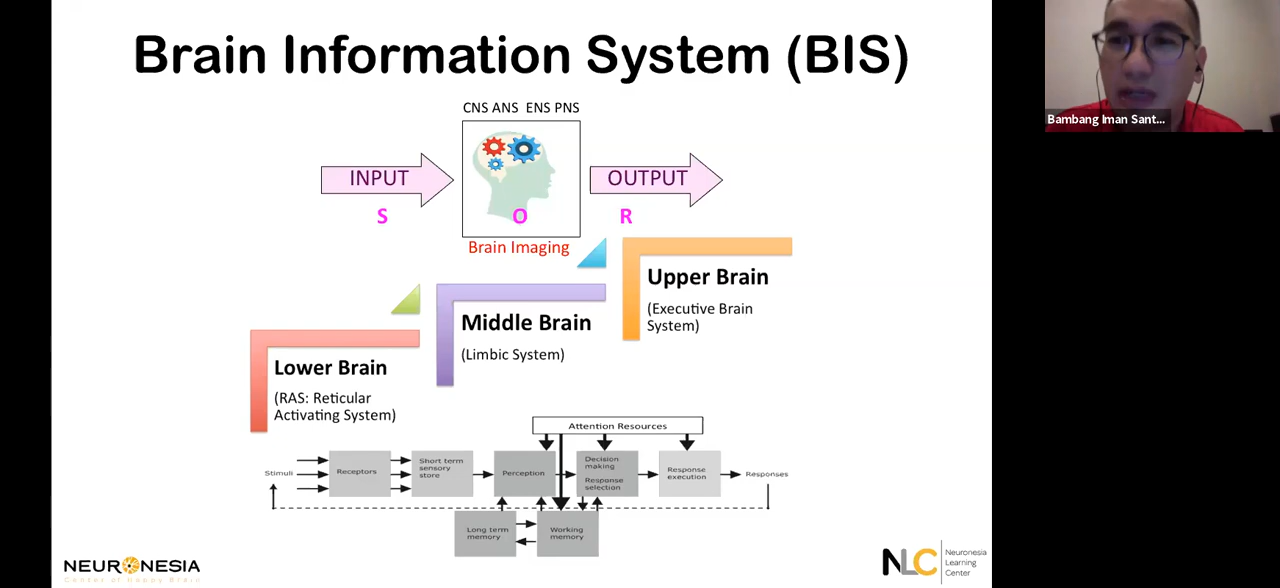 Brain Information System (BIS)
CNS ANS ENS PNS
INPUT
OUTPUT
S
O
R
Brain Imaging
Upper Brain
(Executive Brain
System)
Middle Brain
(Limbic System)
Lower Brain
(RAS: Reticular
Activating System)
Attention Resources
Stimuli
Receptors
Short term
sensory
store
Perception
Decision
making
Response
selection
Response
execution
Responses
Long term
memory
Working
memory
NEURONESIA
Center of Happy Brain
NLC
Neuronesia
Learning
Center
Bambang Iman Sant...